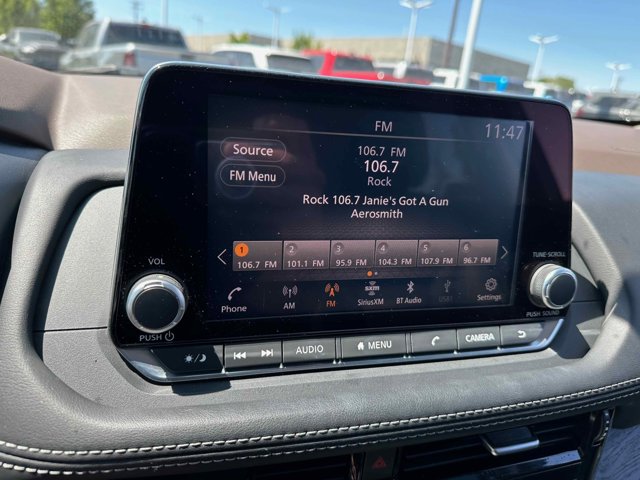 FM
11:47
Source
FM Menu
106.7 FM
106.7
Rock
Rock 106.7 Janie's Got A Gun
Aerosmith
1 2 3 4 5 6
106.7 FM 101.1 FM 95.9 FM 104.3 FM 107.9 FM 96.7 FM
Phone AM FM SiriusXM BT Audio USB1 Settings
sxm
VOL
PUSH
TUNE·SCROLL
PUSH SOUND
AUDIO MENU CAMERA